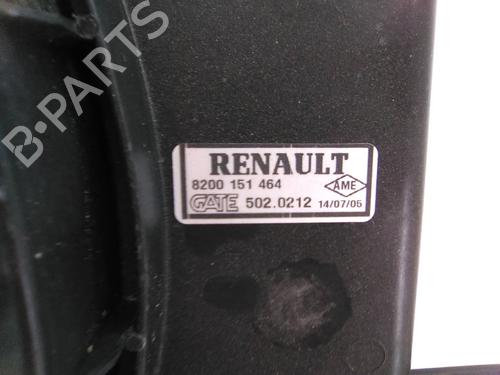 B-PARTS
RENAULT
8200 151 464 AME
GATE 502.0212 14/07/05